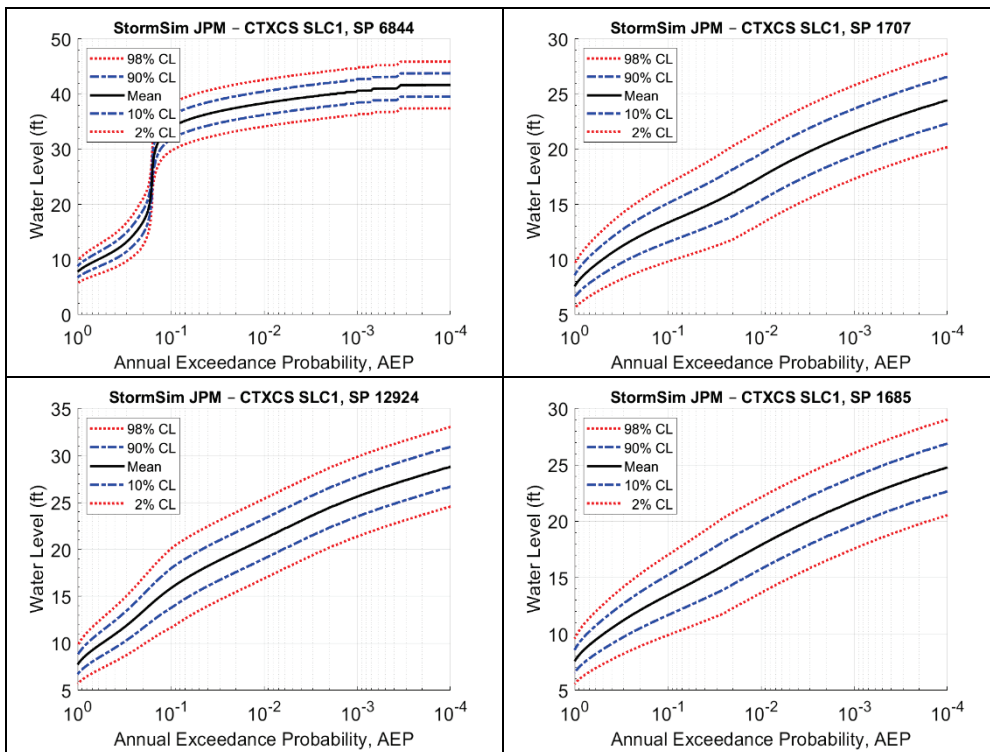 StormSim JPM – CTXCS SLC1, SP 6844
98% CL
90% CL
Mean
10% CL
2% CL
Water Level (ft)
50
40
30
20
10
0
10^0 10^-1 10^-2 10^-3 10^-4
Annual Exceedance Probability, AEP
StormSim JPM – CTXCS SLC1, SP 1707
98% CL
90% CL
Mean
10% CL
2% CL
Water Level (ft)
30
25
20
15
10
5
10^0 10^-1 10^-2 10^-3 10^-4
Annual Exceedance Probability, AEP
StormSim JPM – CTXCS SLC1, SP 12924
98% CL
90% CL
Mean
10% CL
2% CL
Water Level (ft)
35
30
25
20
15
10
5
10^0 10^-1 10^-2 10^-3 10^-4
Annual Exceedance Probability, AEP
StormSim JPM – CTXCS SLC1, SP 1685
98% CL
90% CL
Mean
10% CL
2% CL
Water Level (ft)
30
25
20
15
10
5
10^0 10^-1 10^-2 10^-3 10^-4
Annual Exceedance Probability, AEP